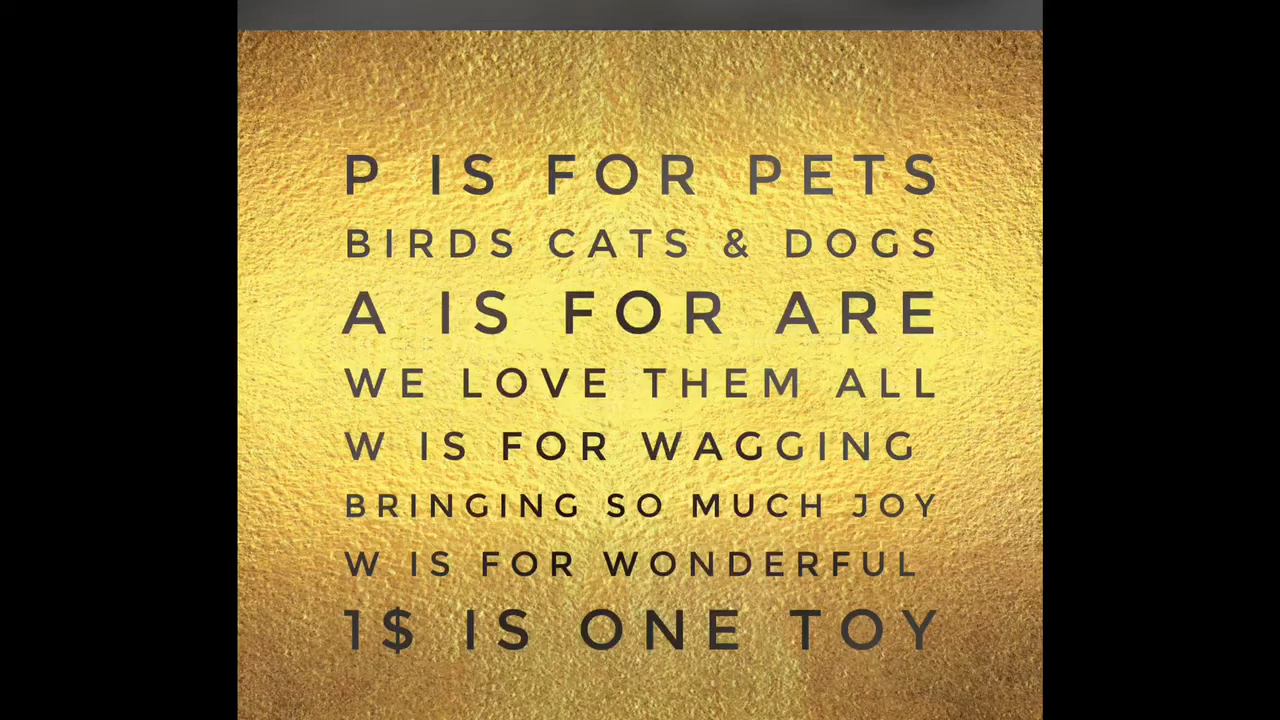 P IS FOR PETS
BIRDS CATS & DOGS
A IS FOR ARE
WE LOVE THEM ALL
W IS FOR WAGGING
BRINGING SO MUCH JOY
W IS FOR WONDERFUL
1$ IS ONE TOY